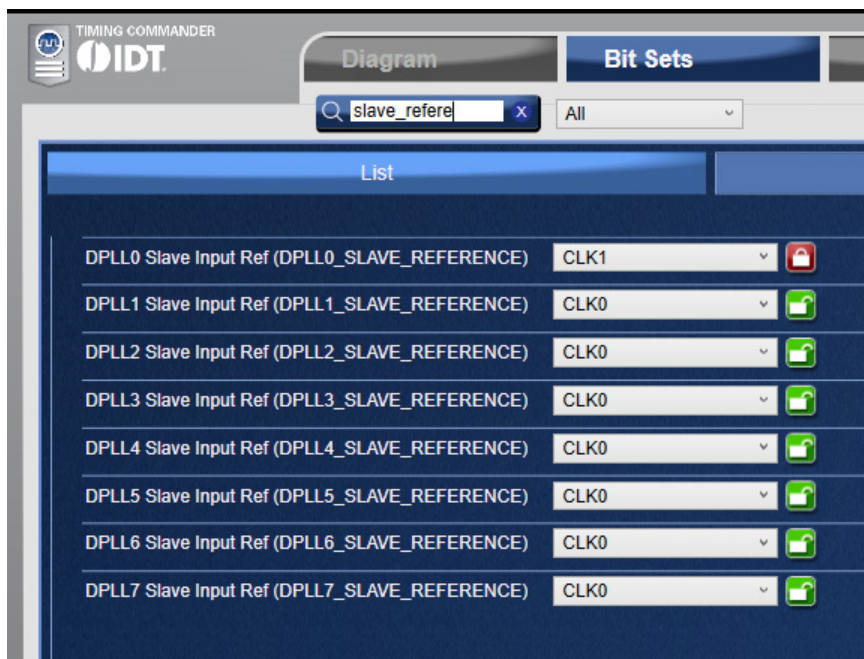 TIMING COMMANDER
IDT
Diagram
Bit Sets
slave_refere
X
All
List
DPLL0 Slave Input Ref (DPLL0_SLAVE_REFERENCE) CLK1
DPLL1 Slave Input Ref (DPLL1_SLAVE_REFERENCE) CLK0
DPLL2 Slave Input Ref (DPLL2_SLAVE_REFERENCE) CLK0
DPLL3 Slave Input Ref (DPLL3_SLAVE_REFERENCE) CLK0
DPLL4 Slave Input Ref (DPLL4_SLAVE_REFERENCE) CLK0
DPLL5 Slave Input Ref (DPLL5_SLAVE_REFERENCE) CLK0
DPLL6 Slave Input Ref (DPLL6_SLAVE_REFERENCE) CLK0
DPLL7 Slave Input Ref (DPLL7_SLAVE_REFERENCE) CLK0